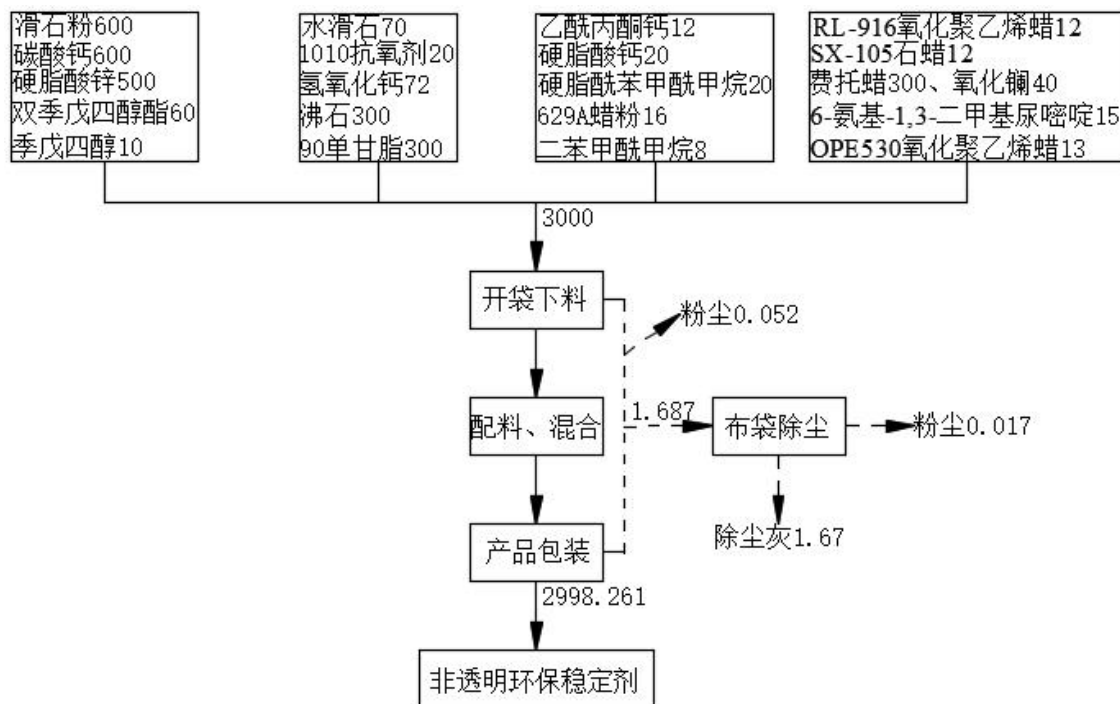 滑石粉600
碳酸钙600
硬脂酸锌500
双季戊四醇酯60
季戊四醇10
水滑石70
1010抗氧剂20
氢氧化钙72
沸石300
90单甘脂300
乙酰丙酮钙12
硬脂酸钙20
硬脂酰苯甲酰甲烷20
629A蜡粉16
二苯甲酰甲烷8
RL-916氧化聚乙烯蜡12
SX-105石蜡12
费托蜡300、氧化镧40
6-氨基-1,3-二甲基尿嘧啶15
OPE530氧化聚乙烯蜡13
3000
开袋下料
粉尘0.052
配料、混合
1.687
布袋除尘
粉尘0.017
产品包装
除尘灰1.67
2998.261
非透明环保稳定剂